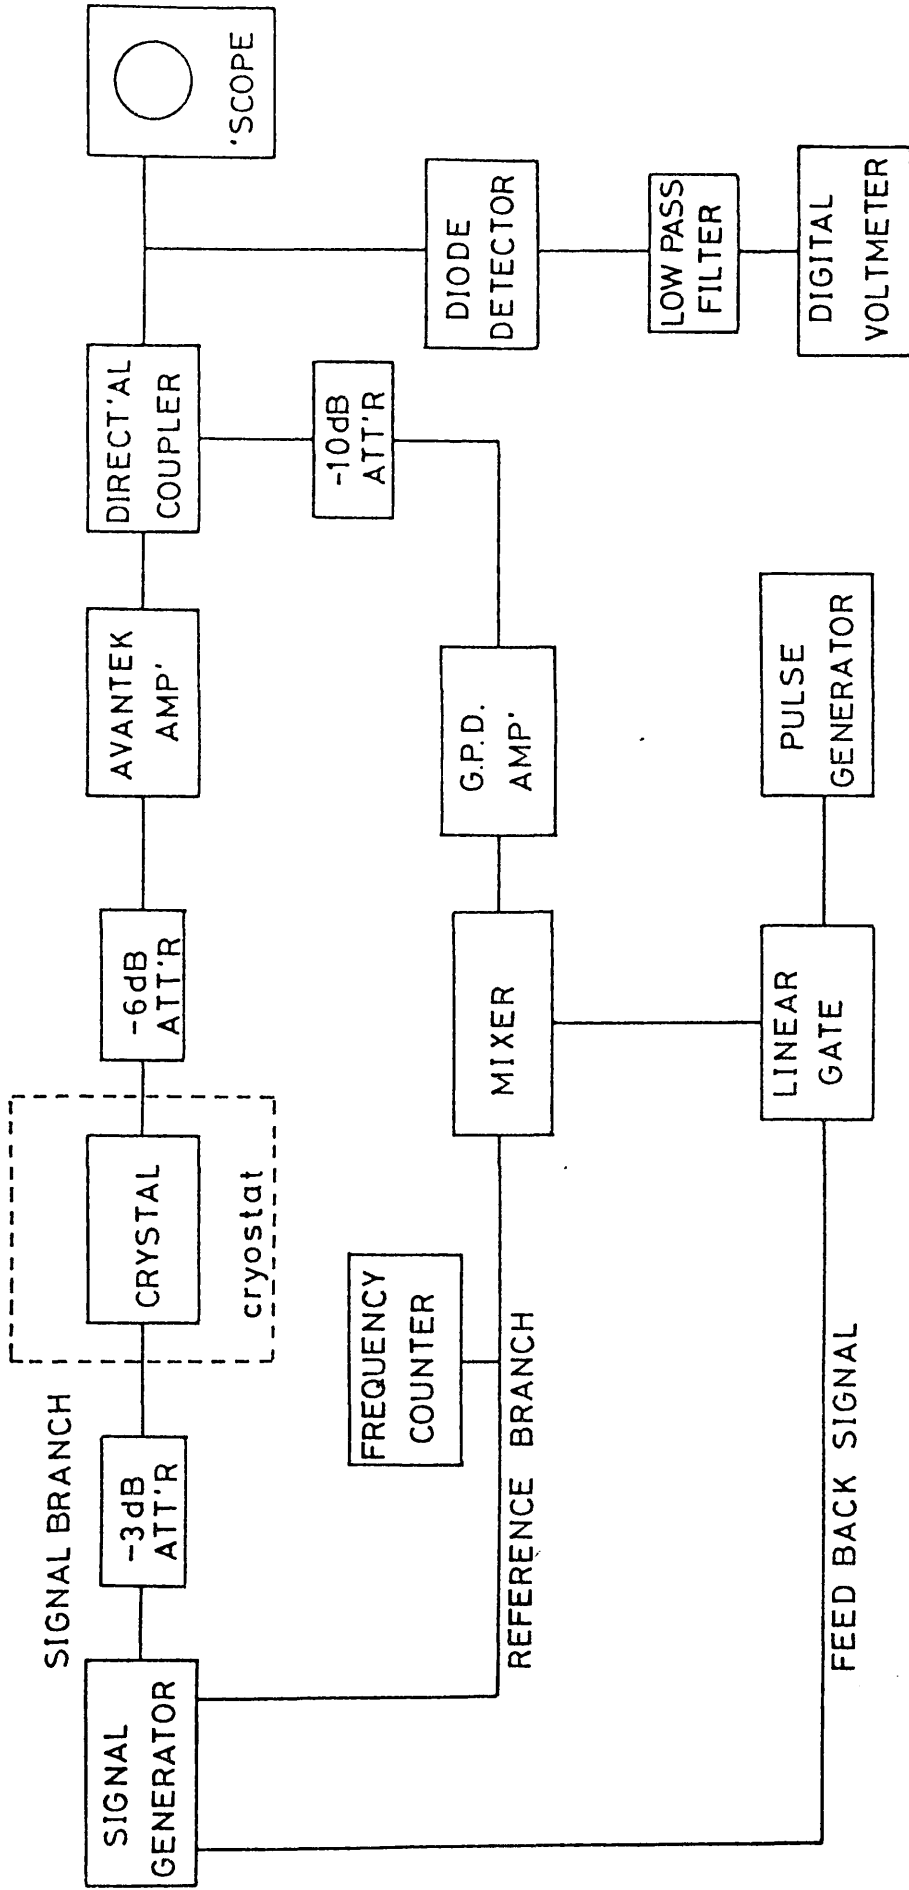 SIGNAL BRANCH
SIGNAL
GENERATOR
-3dB
ATT'R
CRYSTAL
cryostat
-6dB
ATT'R
AVANTEK
AMP'
DIRECT'AL
COUPLER
'SCOPE
-10dB
ATT'R
DIODE
DETECTOR
LOW PASS
FILTER
DIGITAL
VOLTMETER
FREQUENCY
COUNTER
REFERENCE BRANCH
MIXER
G.P.D.
AMP'
LINEAR
GATE
PULSE
GENERATOR
FEED BACK SIGNAL